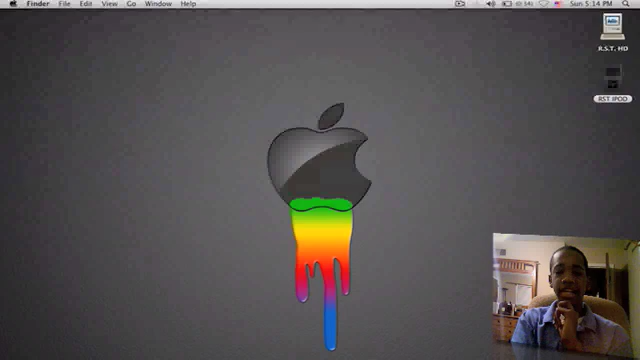 Finder File Edit View Go Window Help Sun 5:14 PM
R.S.T. HD
RST IPOD